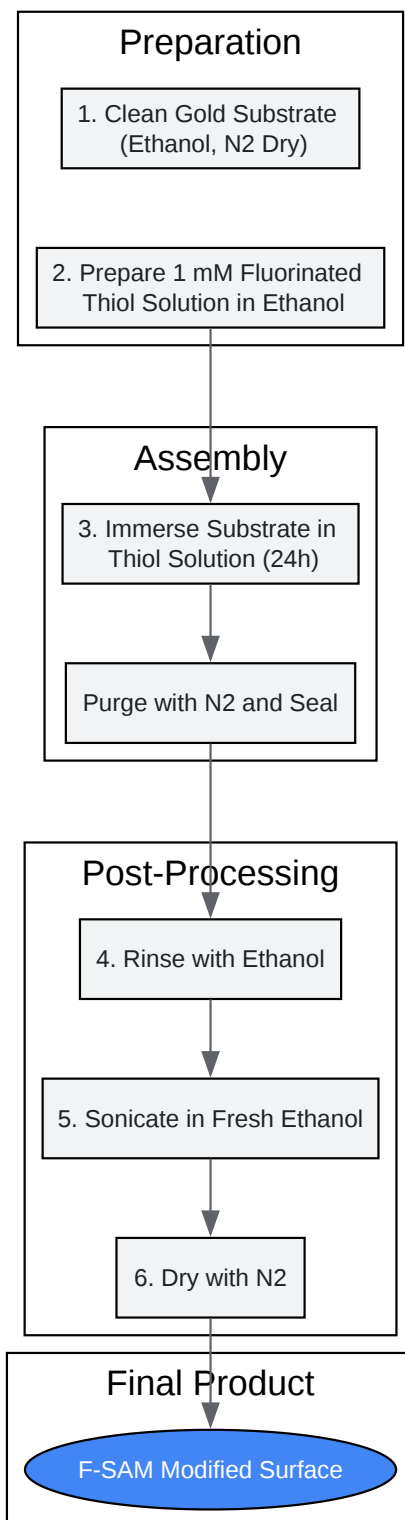 Preparation
1. Clean Gold Substrate
(Ethanol, N2 Dry)
2. Prepare 1 mM Fluorinated
Thiol Solution in Ethanol
Assembly
3. Immerse Substrate in
Thiol Solution (24h)
Purge with N2 and Seal
Post-Processing
4. Rinse with Ethanol
5. Sonicate in Fresh Ethanol
6. Dry with N2
Final Product
F-SAM Modified Surface